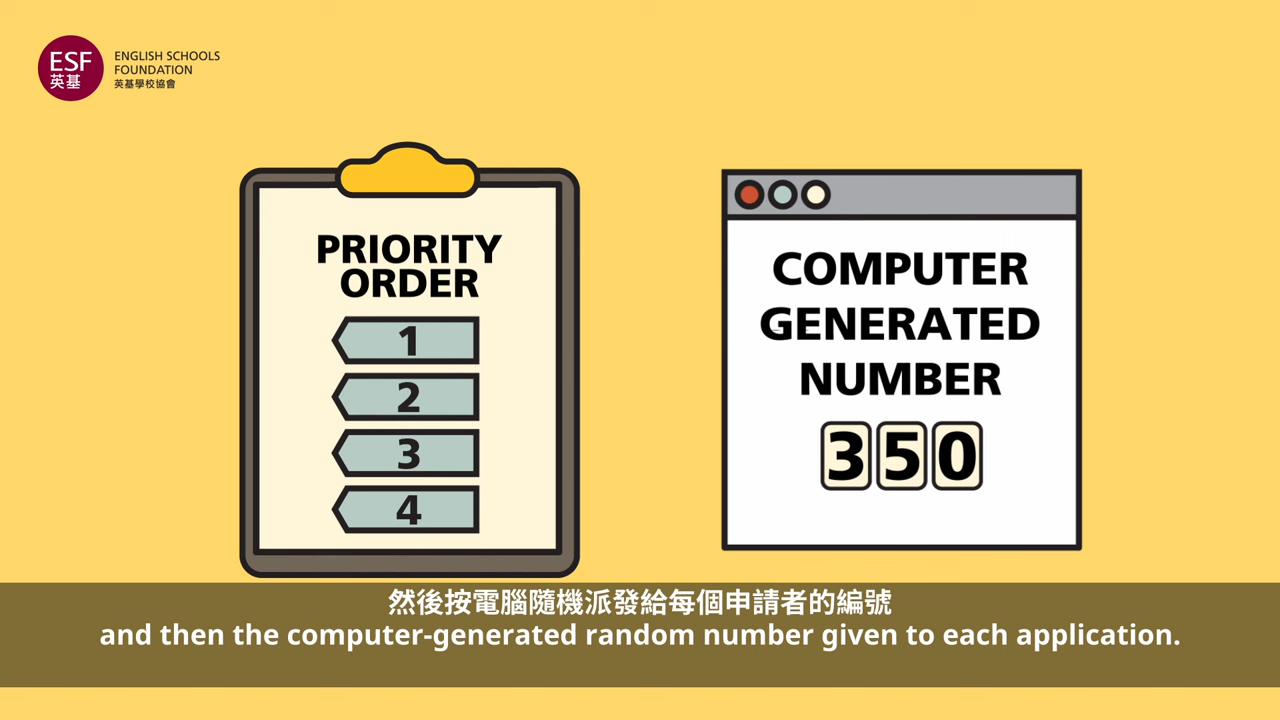 ESF
英基
ENGLISH SCHOOLS
FOUNDATION
英基學校協會
PRIORITY
ORDER
1
2
3
4
COMPUTER
GENERATED
NUMBER
350
然後按電腦隨機派發給每個申請者的編號
and then the computer-generated random number given to each application.